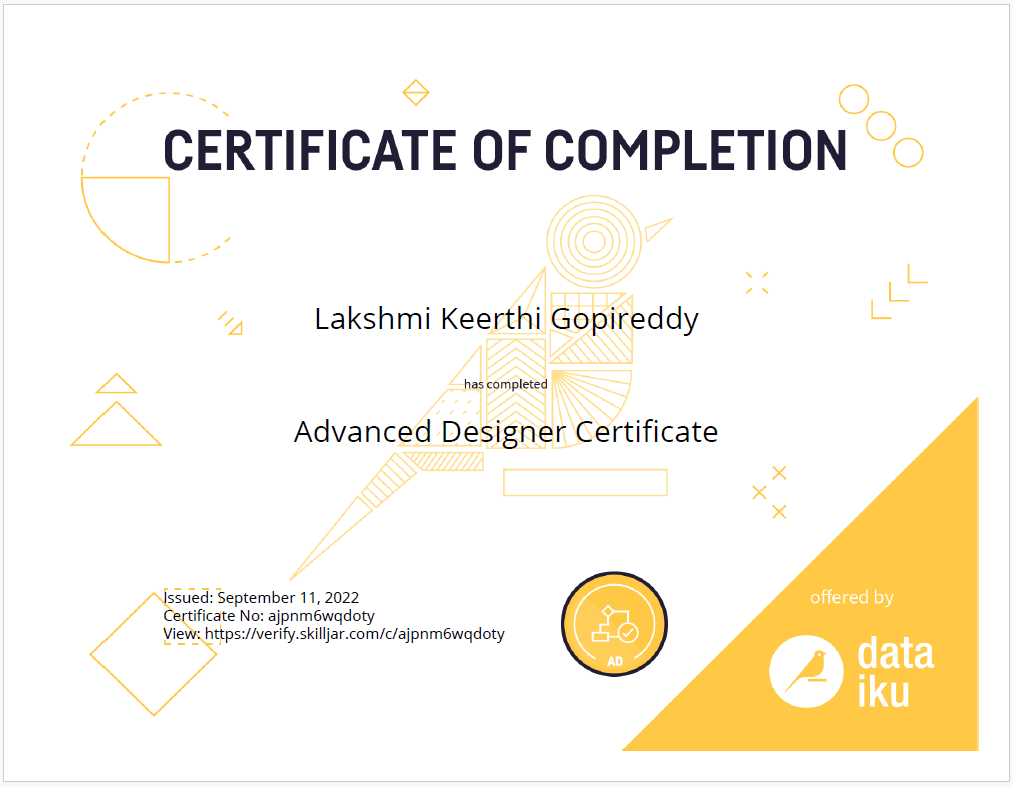 CERTIFICATE OF COMPLETION
Lakshmi Keerthi Gopireddy
has completed
Advanced Designer Certificate
Issued: September 11, 2022
Certificate No: ajpnm6wqdoty
View: https://verify.skilljar.com/c/ajpnm6wqdoty
AD
offered by
data
iku